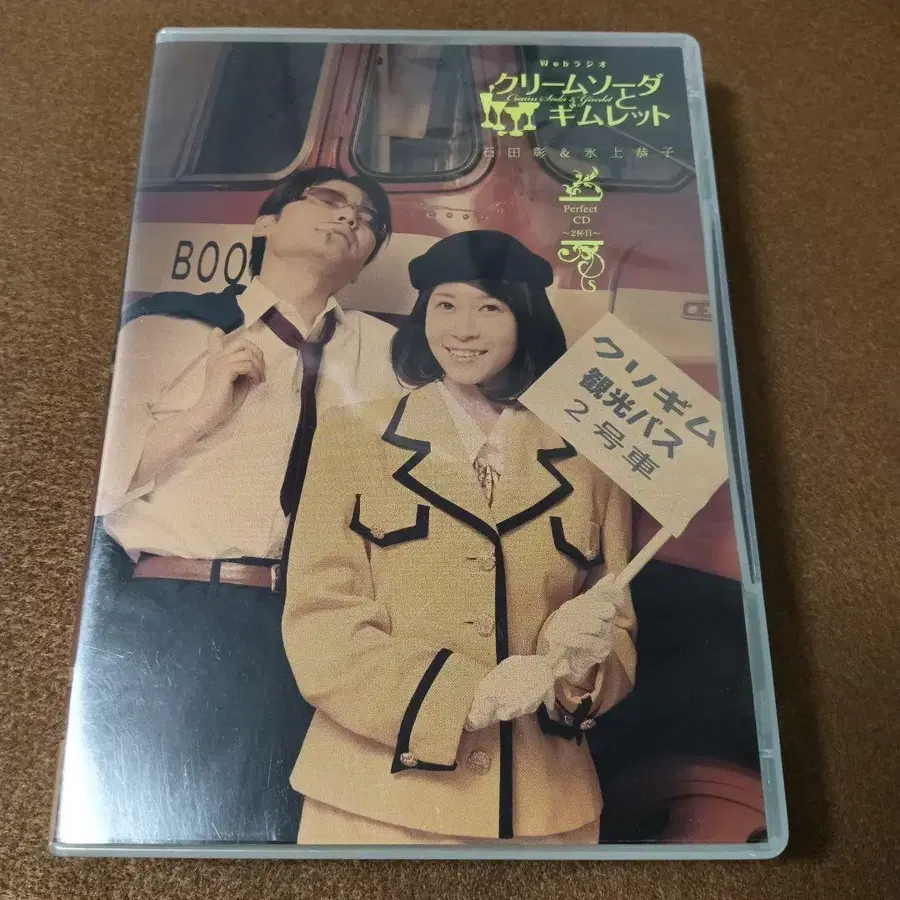 Webラジオ
クリームソーダ
と
Cream Soda & Gimlet
ギムレット
石田彰&氷上恭子
Perfect
CD
～2杯目～
S
BOO
クソギム
観光バス
2号車